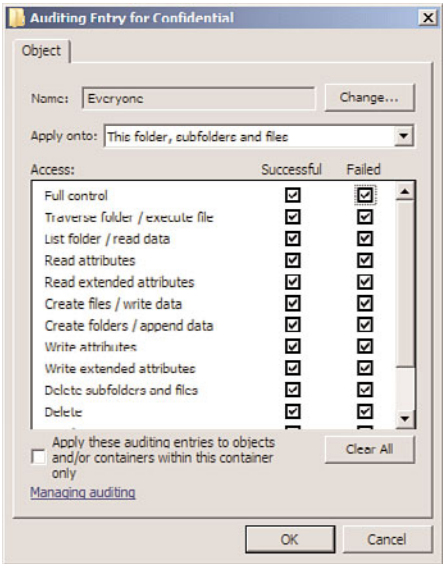 Auditing Entry for Confidential
Object
Name: Everyone Change...
Apply onto: This folder, subfolders and files
Access: Successful Failed
Full control
Traverse folder / execute file
List folder / read data
Read attributes
Read extended attributes
Create files / write data
Create folders / append data
Write attributes
Write extended attributes
Delete subfolders and files
Delete
Apply these auditing entries to objects
and/or containers within this container
only
Clear All
Managing auditing
OK Cancel